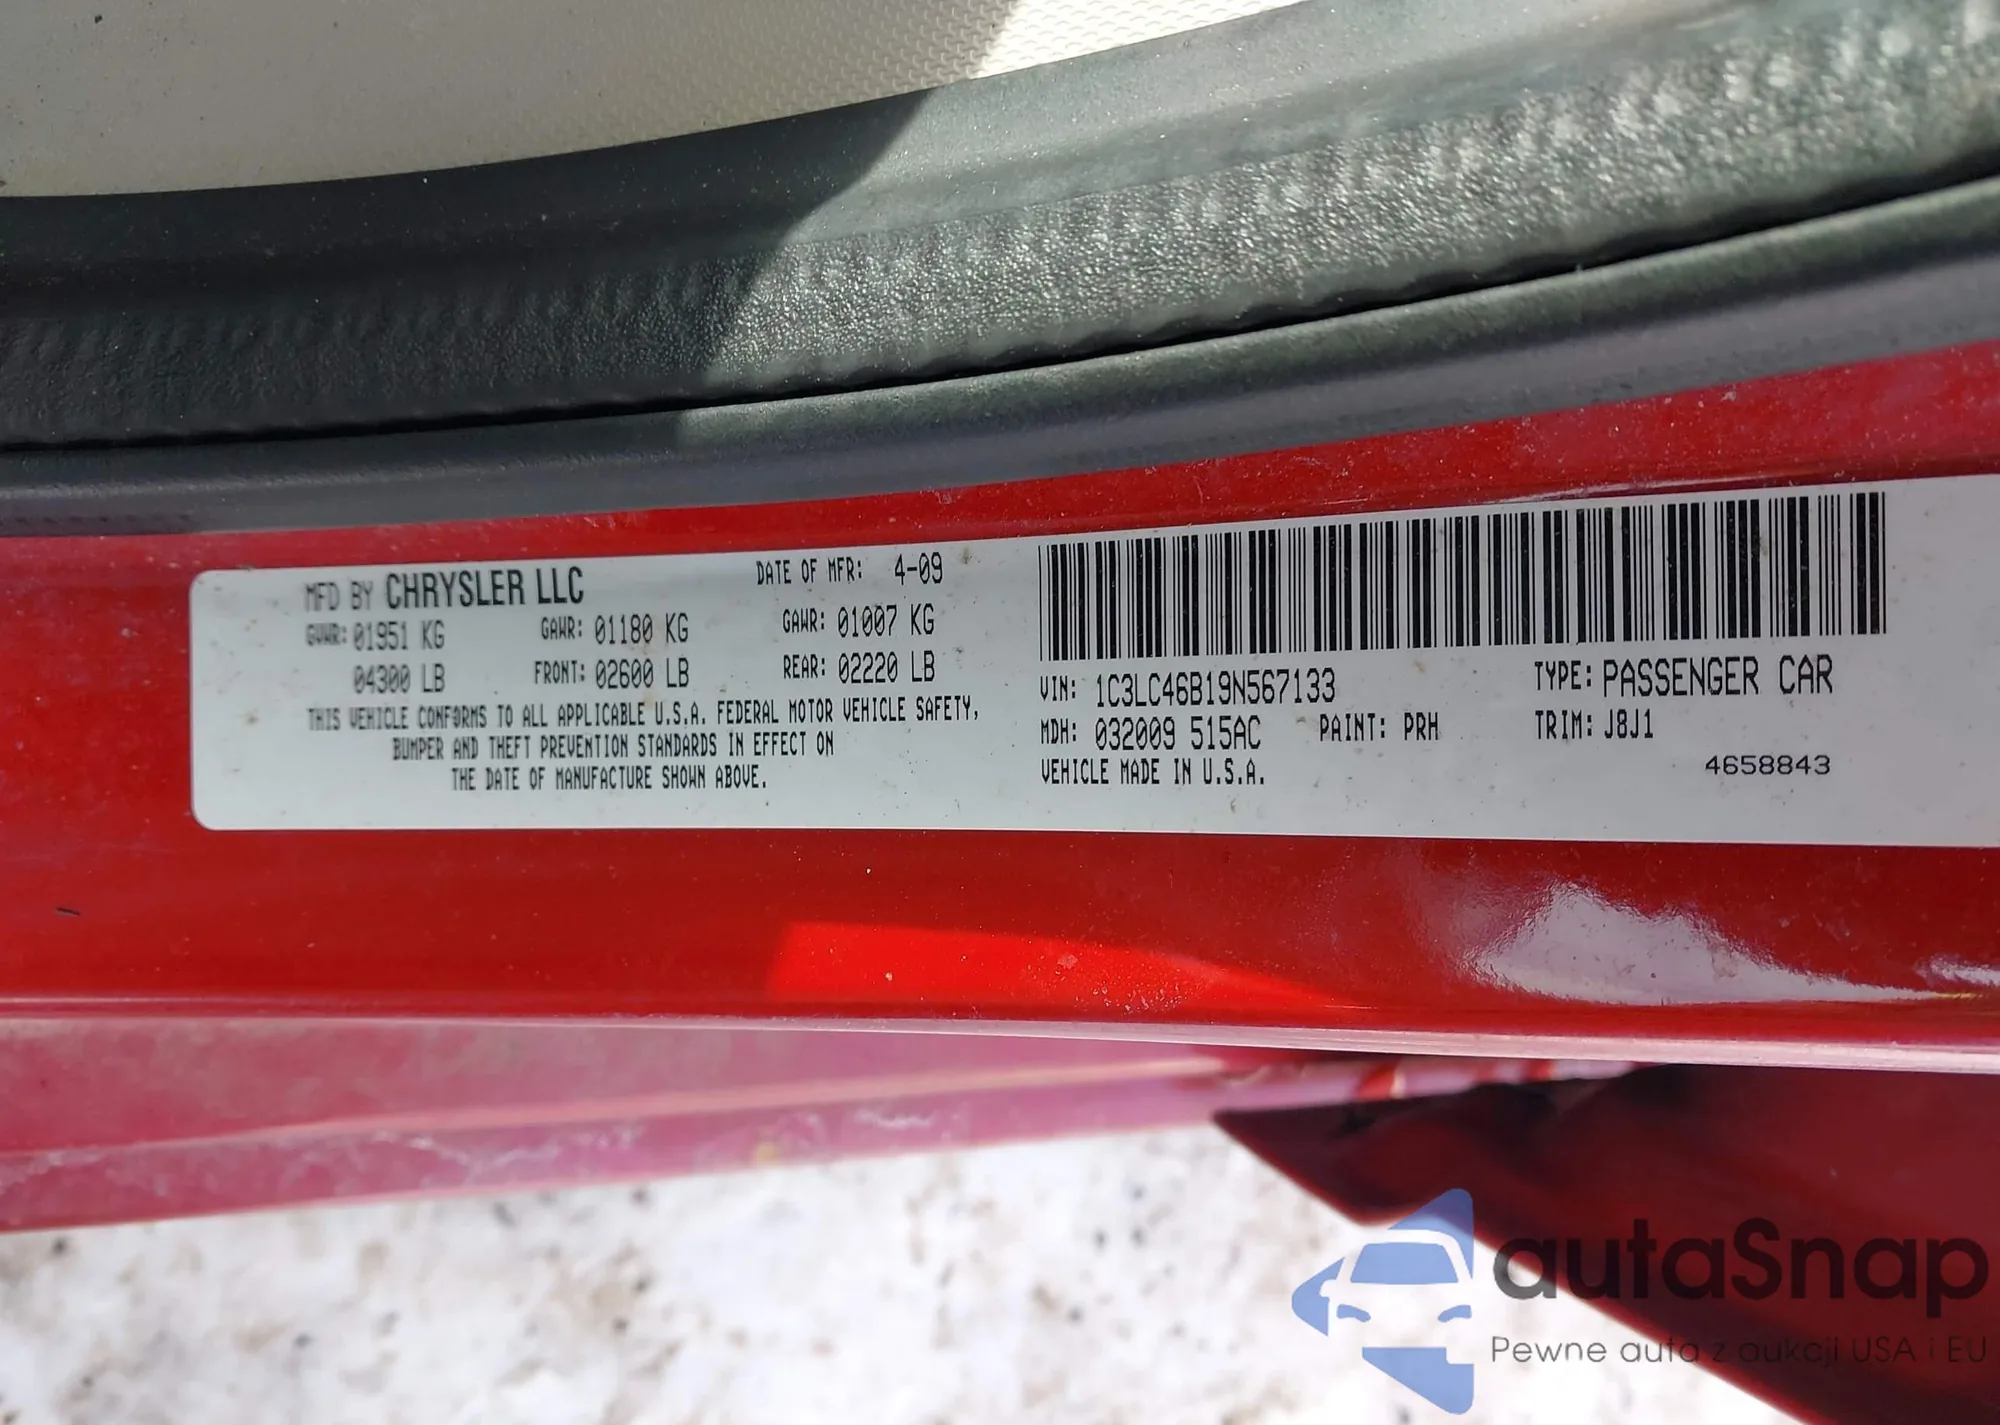 MFD BY CHRYSLER LLC DATE OF MFR: 4-09
GVWR: 01951 KG GAWR: 01180 KG GAWR: 01007 KG
04300 LB FRONT: 02600 LB REAR: 02220 LB
THIS VEHICLE CONFORMS TO ALL APPLICABLE U.S.A. FEDERAL MOTOR VEHICLE SAFETY,
BUMPER AND THEFT PREVENTION STANDARDS IN EFFECT ON
THE DATE OF MANUFACTURE SHOWN ABOVE.
VIN: 1C3LC46B19N567133 TYPE: PASSENGER CAR
MDH: 032009 515AC PAINT: PRH TRIM: J8J1
VEHICLE MADE IN U.S.A.
4658843
autaSnap
Pewne auta z aukcji USA i EU